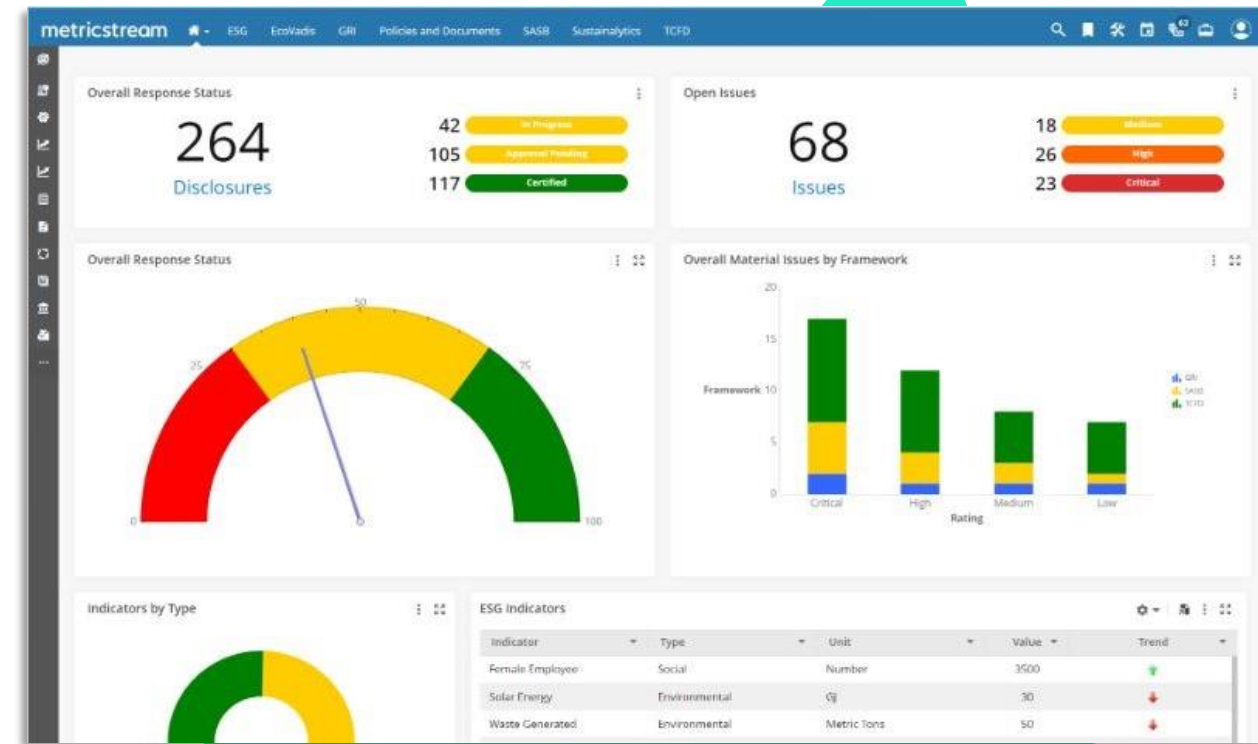 metricstream ESG EcoVadis GRI Policies and Documents SASB Sustainalytics TCFD 62
Overall Response Status
264
Disclosures
42 In Progress
105 Approval Pending
117 Certified
Open Issues
68
Issues
18 Medium
26 High
23 Critical
Overall Response Status
0
25
50
75
100
Overall Material Issues by Framework
20
15
Framework 10
5
0
Critical High Medium Low
Rating
GRI
SASB
TCFD
Indicators by Type
ESG Indicators
Indicator Type Unit Value Trend
Female Employee Social Number 3500
Solar Energy Environmental GJ 30
Waste Generated Environmental Metric Tons 50